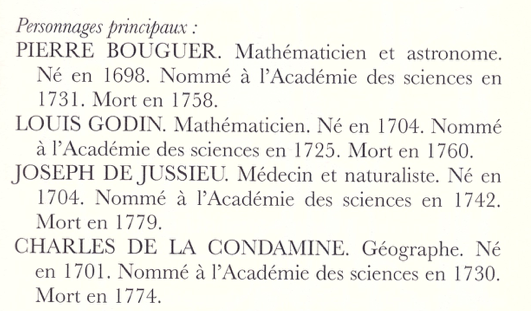 Personnages principaux :
PIERRE BOUGUER. Mathématicien et astronome.
Né en 1698. Nommé à l'Académie des sciences en
1731. Mort en 1758.
LOUIS GODIN. Mathématicien. Né en 1704. Nommé
à l'Académie des sciences en 1725. Mort en 1760.
JOSEPH DE JUSSIEU. Médecin et naturaliste. Né en
1704. Nommé à l'Académie des sciences en 1742.
Mort en 1779.
CHARLES DE LA CONDAMINE. Géographe. Né
en 1701. Nommé à l'Académie des sciences en 1730.
Mort en 1774.